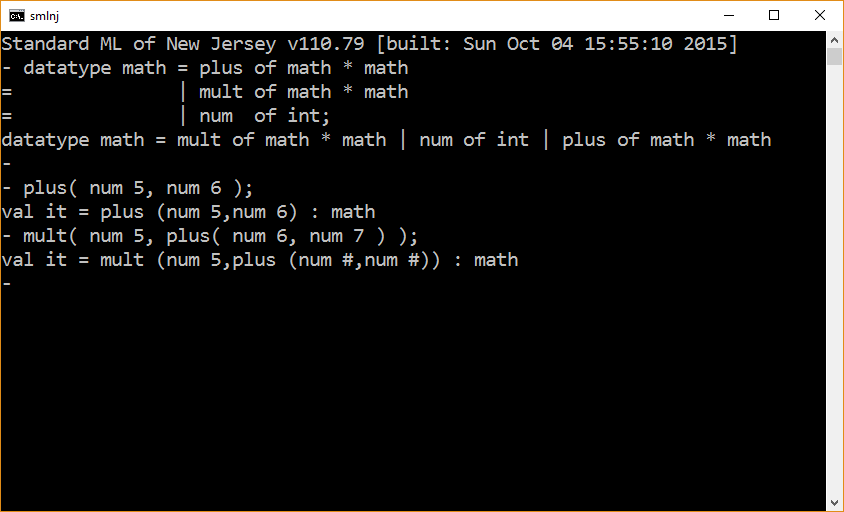 smlnj
Standard ML of New Jersey v110.79 [built: Sun Oct 04 15:55:10 2015]
- datatype math = plus of math * math
=               | mult of math * math
=               | num  of int;
datatype math = mult of math * math | num of int | plus of math * math
-
- plus( num 5, num 6 );
val it = plus (num 5,num 6) : math
- mult( num 5, plus( num 6, num 7 ) );
val it = mult (num 5,plus (num #,num #)) : math
-